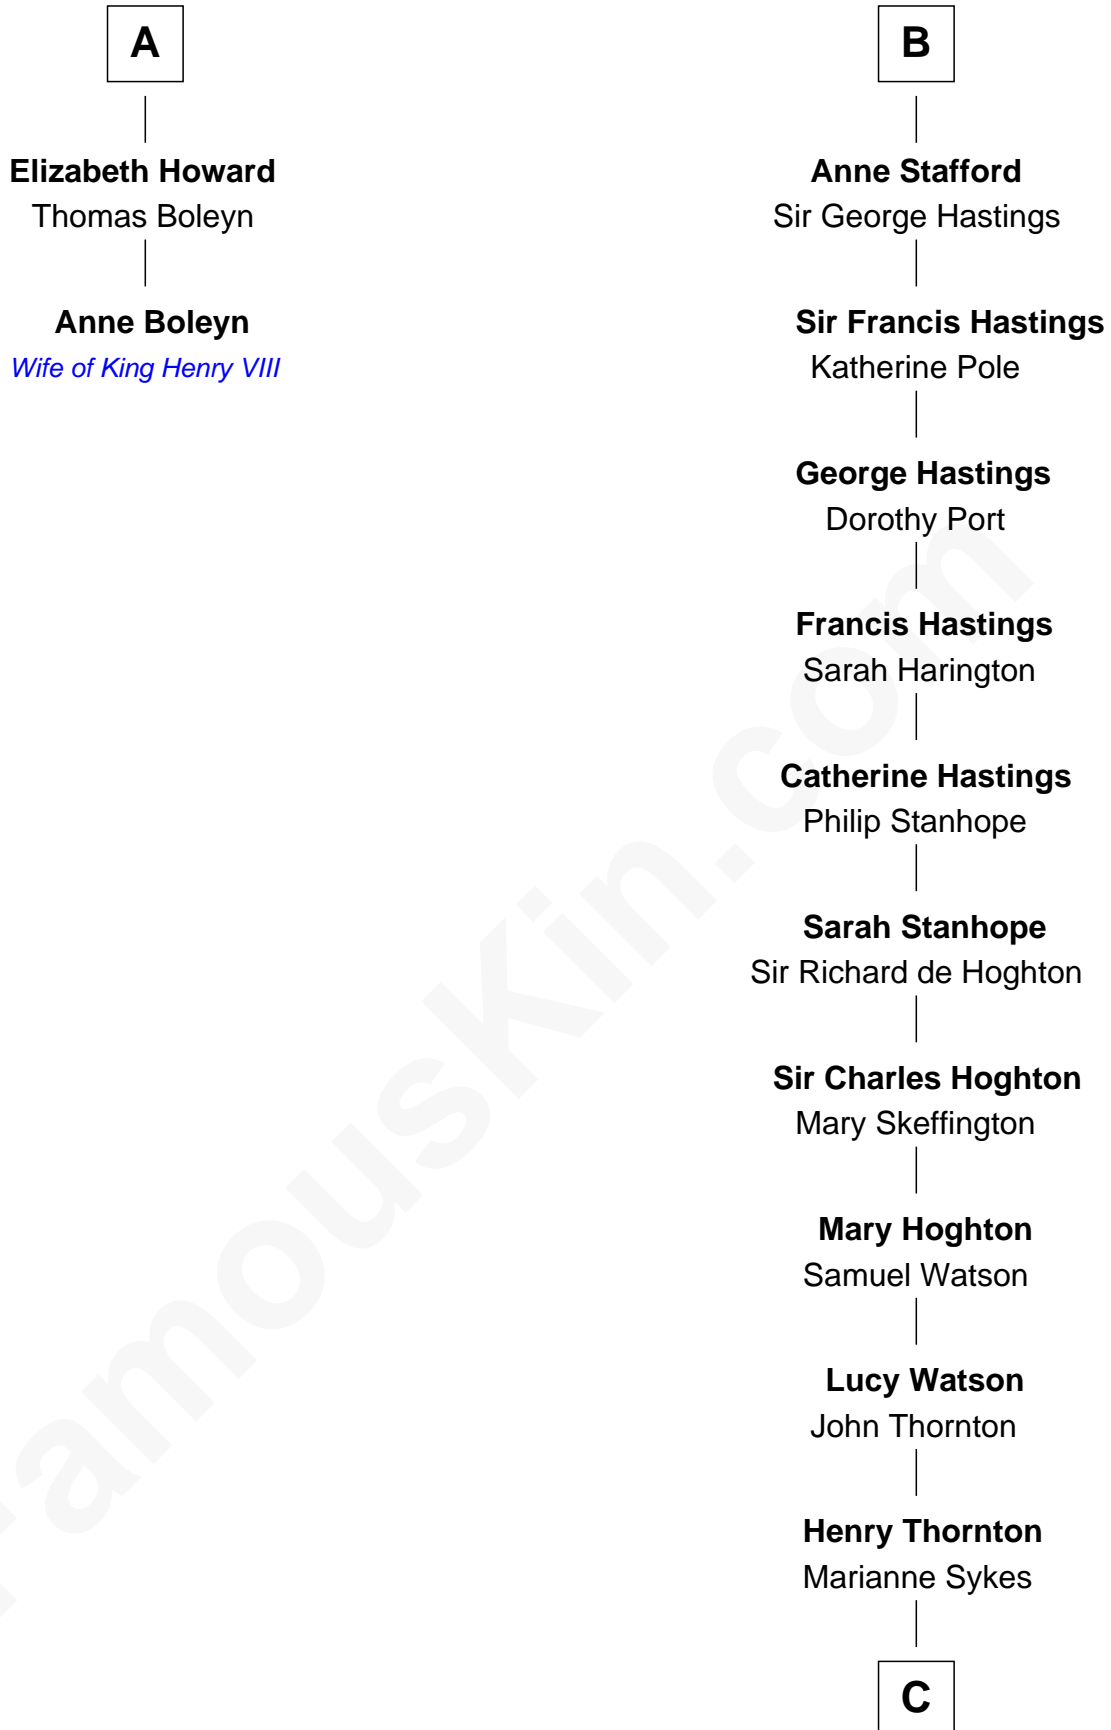 A
Elizabeth Howard
Thomas Boleyn
Anne Boleyn
Wife of King Henry VIII
B
Anne Stafford
Sir George Hastings
Sir Francis Hastings
Katherine Pole
George Hastings
Dorothy Port
Francis Hastings
Sarah Harington
Catherine Hastings
Philip Stanhope
Sarah Stanhope
Sir Richard de Hoghton
Sir Charles Hoghton
Mary Skeffington
Mary Hoghton
Samuel Watson
Lucy Watson
John Thornton
Henry Thornton
Marianne Sykes
C
FamousKin.com